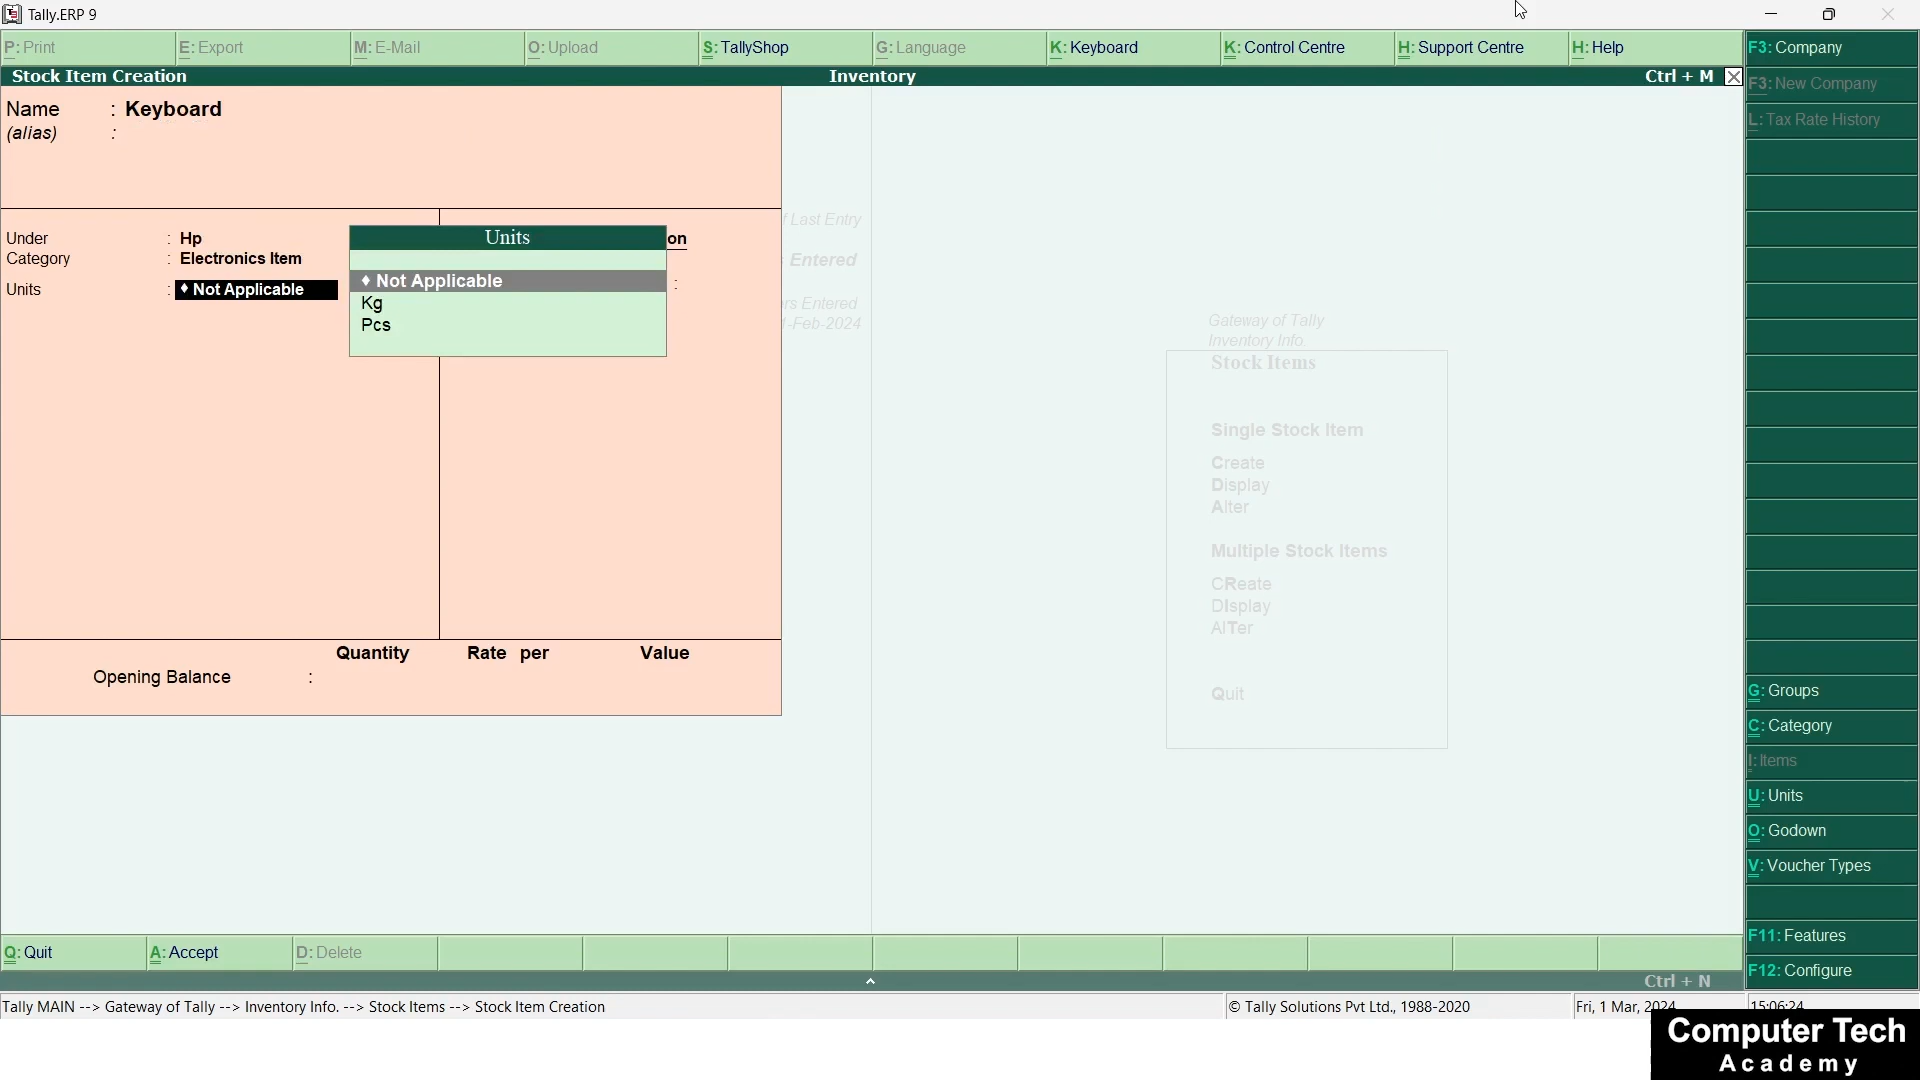 Tally.ERP 9
P: Print E: Export M: E-Mail O: Upload S: TallyShop G: Language K: Keyboard K: Control Centre H: Support Centre H: Help
F3: Company
Stock Item Creation Inventory Ctrl + M
F3: New Company
L: Tax Rate History
Name : Keyboard
(alias) :
Under : Hp
Category : Electronics Item
Units : ♦ Not Applicable
Units
♦ Not Applicable
Kg
Pcs
on
:
f Last Entry
Entered
rs Entered
-Feb-2024
Gateway of Tally
Inventory Info.
Stock Items
Single Stock Item
Create
Display
Alter
Multiple Stock Items
CReate
DIsplay
AlTer
Quit
Quantity Rate per Value
Opening Balance :
G: Groups
C: Category
I: Items
U: Units
O: Godown
V: Voucher Types
F11: Features
F12: Configure
Q: Quit A: Accept D: Delete
Ctrl + N
Tally MAIN --> Gateway of Tally --> Inventory Info. --> Stock Items --> Stock Item Creation © Tally Solutions Pvt Ltd., 1988-2020 Fri, 1 Mar, 2024 15:06:24
Computer Tech
Academy